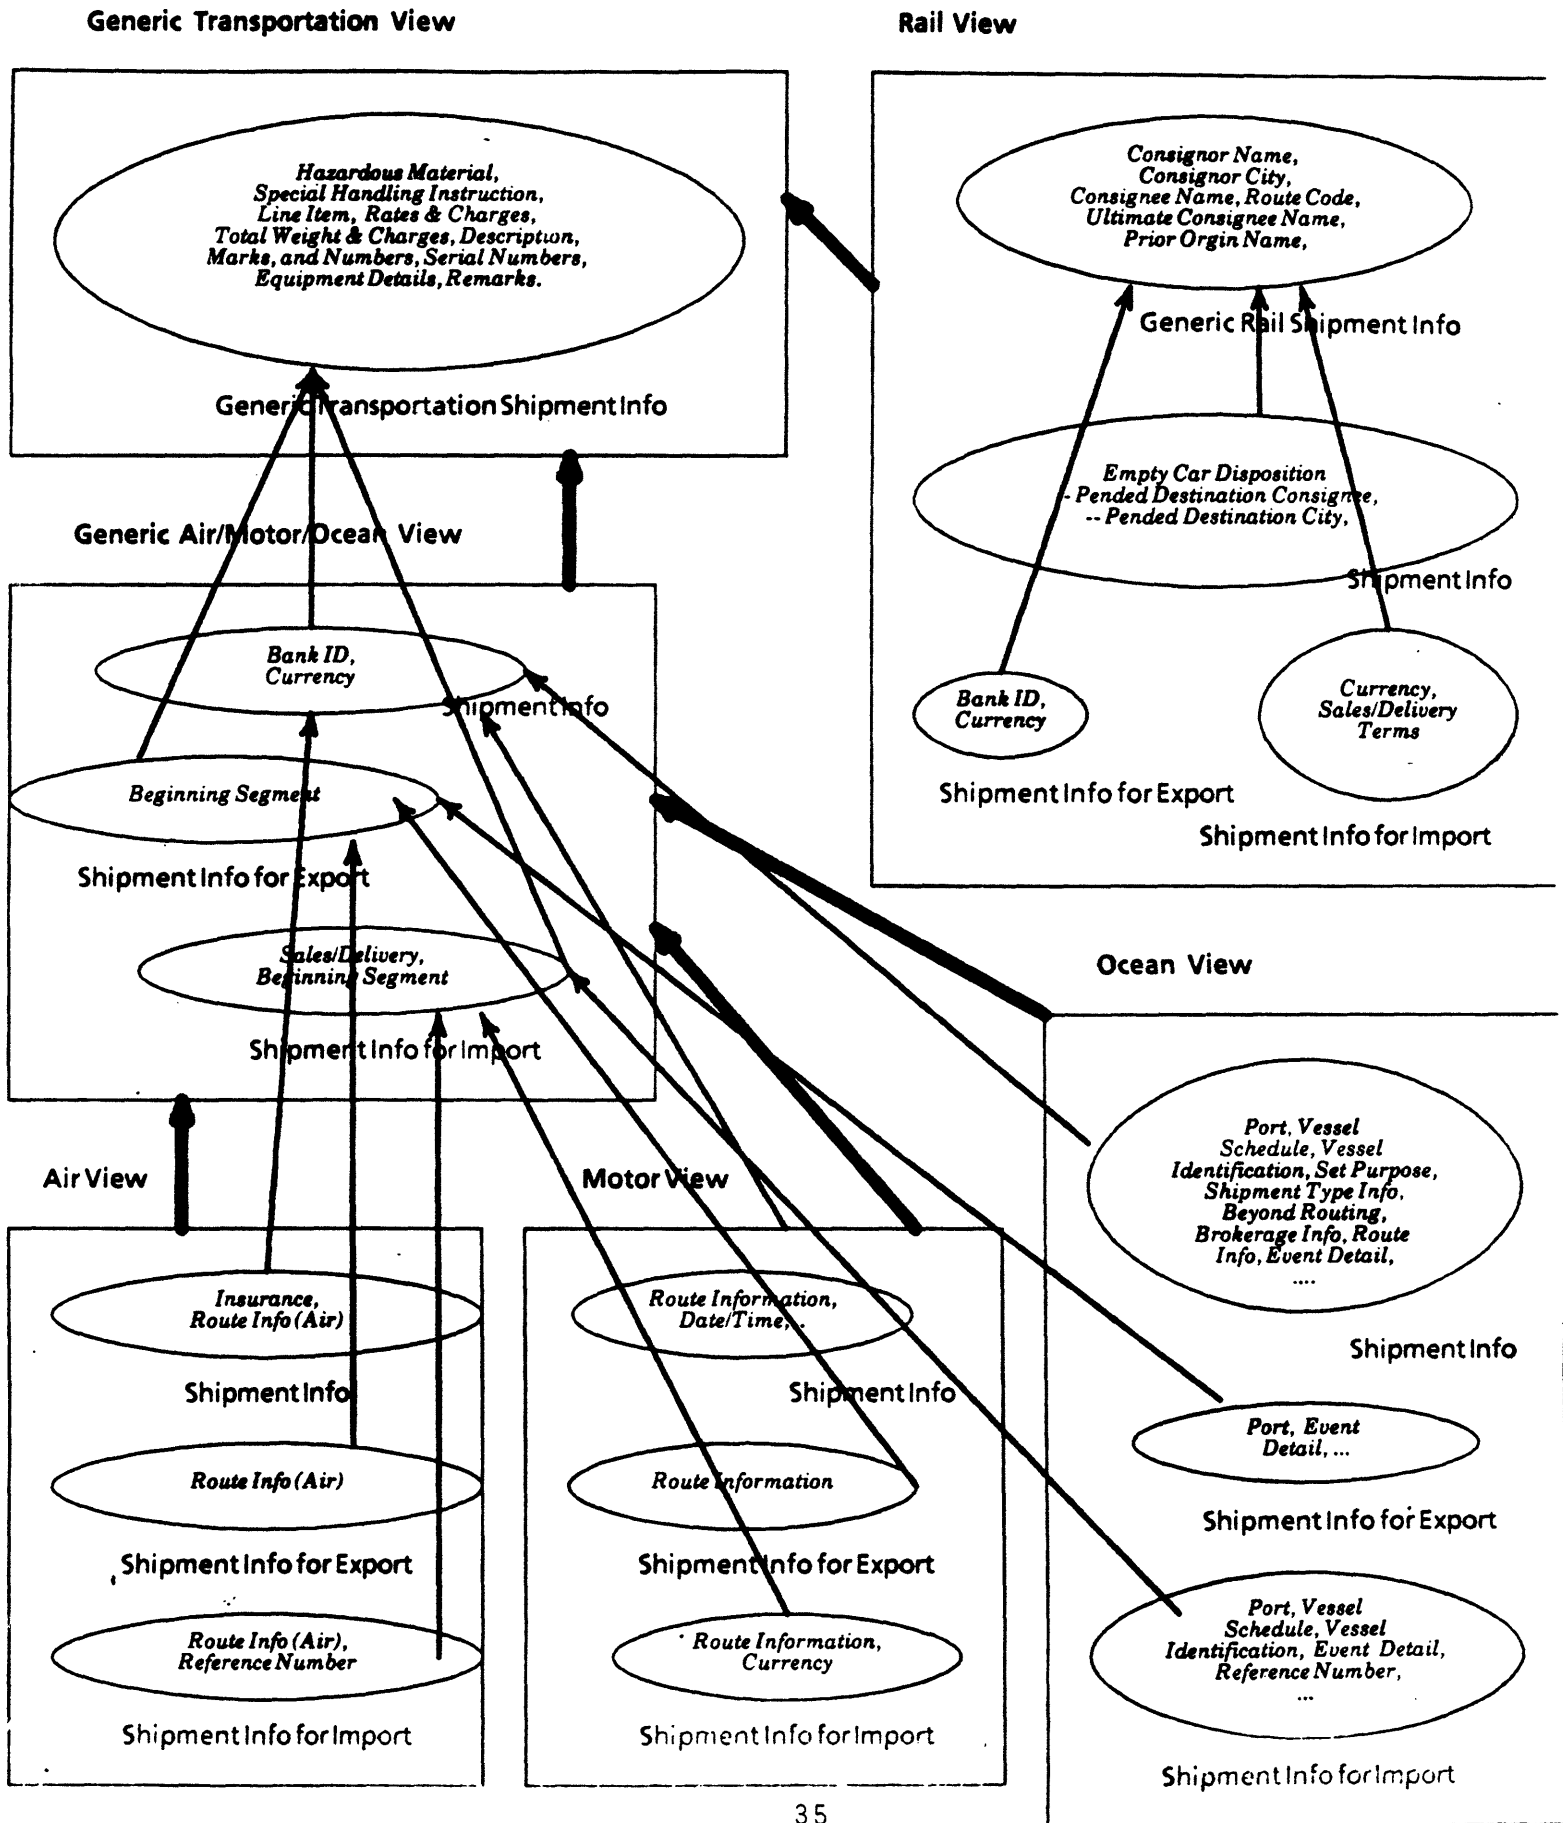 Generic Transportation View
Rail View
Hazardous Material,
Special Handling Instruction,
Line Item, Rates & Charges,
Total Weight & Charges, Description,
Marks, and Numbers, Serial Numbers,
Equipment Details, Remarks.
Generic Transportation Shipment Info
Consignor Name,
Consignor City,
Consignee Name, Route Code,
Ultimate Consignee Name,
Prior Orgin Name,
Generic Rail Shipment Info
Empty Car Disposition
- Pended Destination Consignee,
-- Pended Destination City,
Shipment Info
Bank ID,
Currency
Shipment Info for Export
Currency,
Sales/Delivery
Terms
Shipment Info for Import
Generic Air/Motor/Ocean View
Bank ID,
Currency
Shipment Info
Beginning Segment
Shipment Info for Export
Sales/Delivery,
Beginning Segment
Shipment Info for Import
Ocean View
Port, Vessel
Schedule, Vessel
Identification, Set Purpose,
Shipment Type Info,
Beyond Routing,
Brokerage Info, Route
Info, Event Detail,
....
Shipment Info
Port, Event
Detail, ...
Shipment Info for Export
Port, Vessel
Schedule, Vessel
Identification, Event Detail,
Reference Number,
...
Shipment Info for Import
Air View
Insurance,
Route Info (Air)
Shipment Info
Route Info (Air)
Shipment Info for Export
Route Info (Air),
Reference Number
Shipment Info for Import
Motor View
Route Information,
Date/Time, ..
Shipment Info
Route Information
Shipment Info for Export
Route Information,
Currency
Shipment Info for Import
35